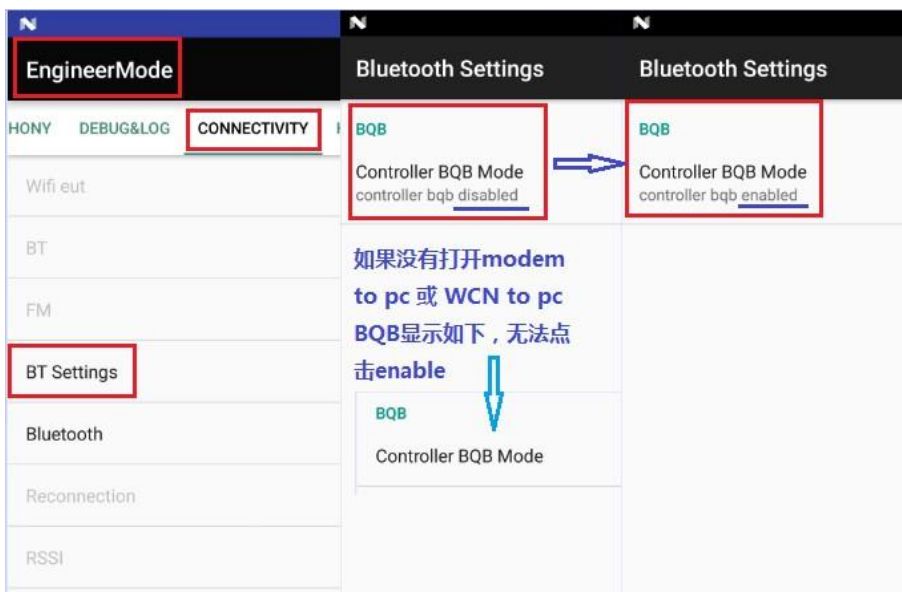 EngineerMode
HONY DEBUG&LOG CONNECTIVITY
Wifi eut
BT
FM
BT Settings
Bluetooth
Reconnection
RSSI
Bluetooth Settings
BQB
Controller BQB Mode
controller bqb disabled
如果没有打开modem
to pc 或 WCN to pc
BQB显示如下，无法点
击enable
BQB
Controller BQB Mode
Bluetooth Settings
BQB
Controller BQB Mode
controller bqb enabled